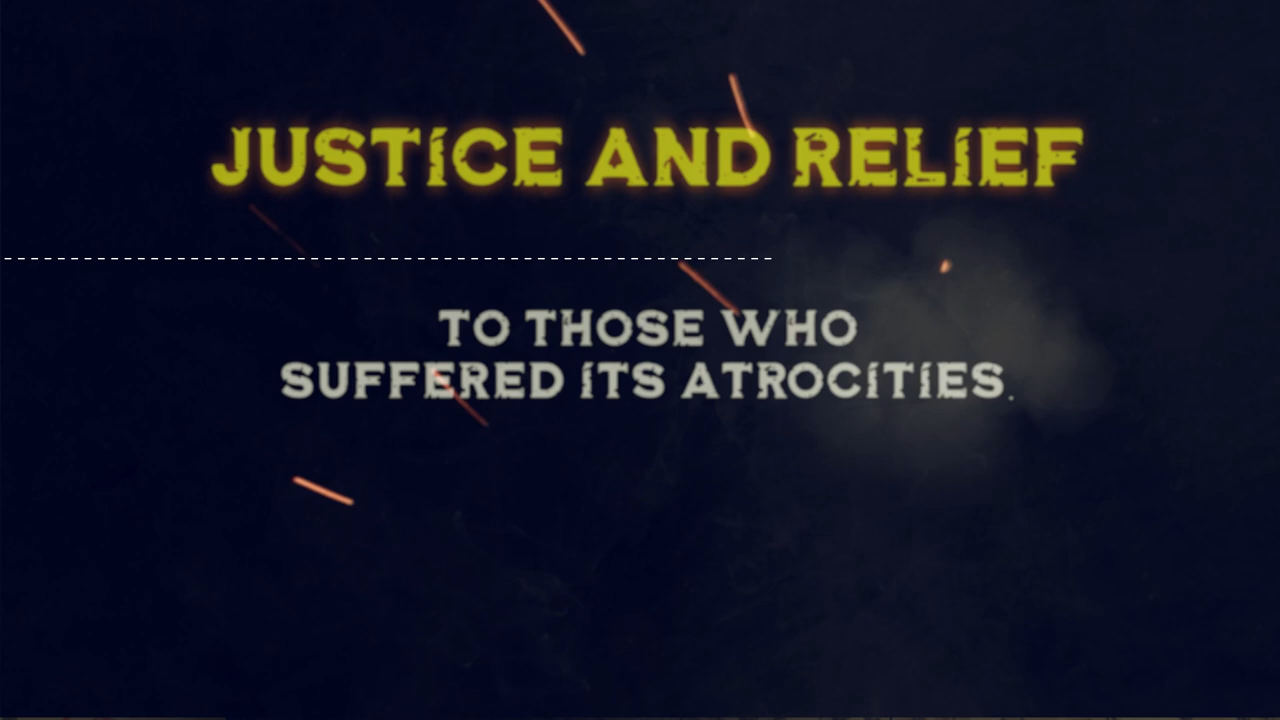 JUSTICE AND RELIEF
TO THOSE WHO
SUFFERED ITS ATROCITIES.